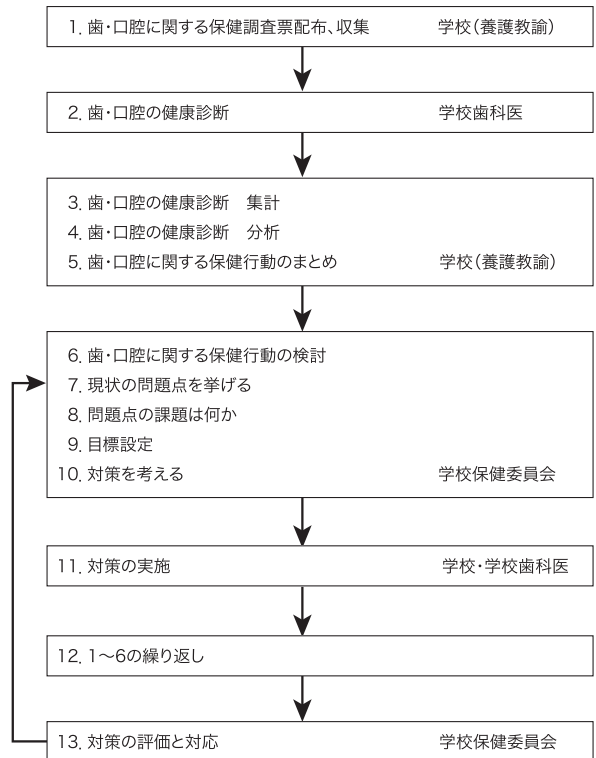 1. 歯・口腔に関する保健調査票配布、収集 学校（養護教諭）
2. 歯・口腔の健康診断 学校歯科医
3. 歯・口腔の健康診断　集計
4. 歯・口腔の健康診断　分析
5. 歯・口腔に関する保健行動のまとめ 学校（養護教諭）
6. 歯・口腔に関する保健行動の検討
7. 現状の問題点を挙げる
8. 問題点の課題は何か
9. 目標設定
10. 対策を考える 学校保健委員会
11. 対策の実施 学校・学校歯科医
12. 1〜6の繰り返し
13. 対策の評価と対応 学校保健委員会